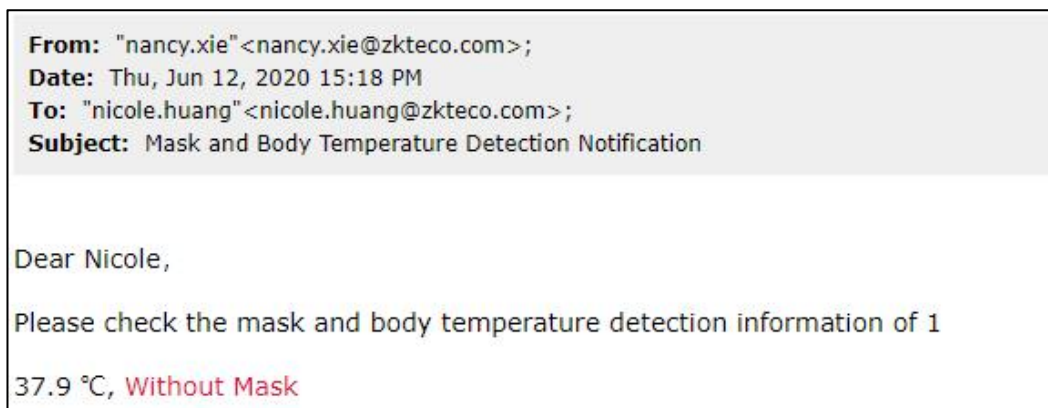 From: "nancy.xie"<nancy.xie@zkteco.com>;
Date: Thu, Jun 12, 2020 15:18 PM
To: "nicole.huang"<nicole.huang@zkteco.com>;
Subject: Mask and Body Temperature Detection Notification
Dear Nicole,
Please check the mask and body temperature detection information of 1
37.9 ℃, Without Mask